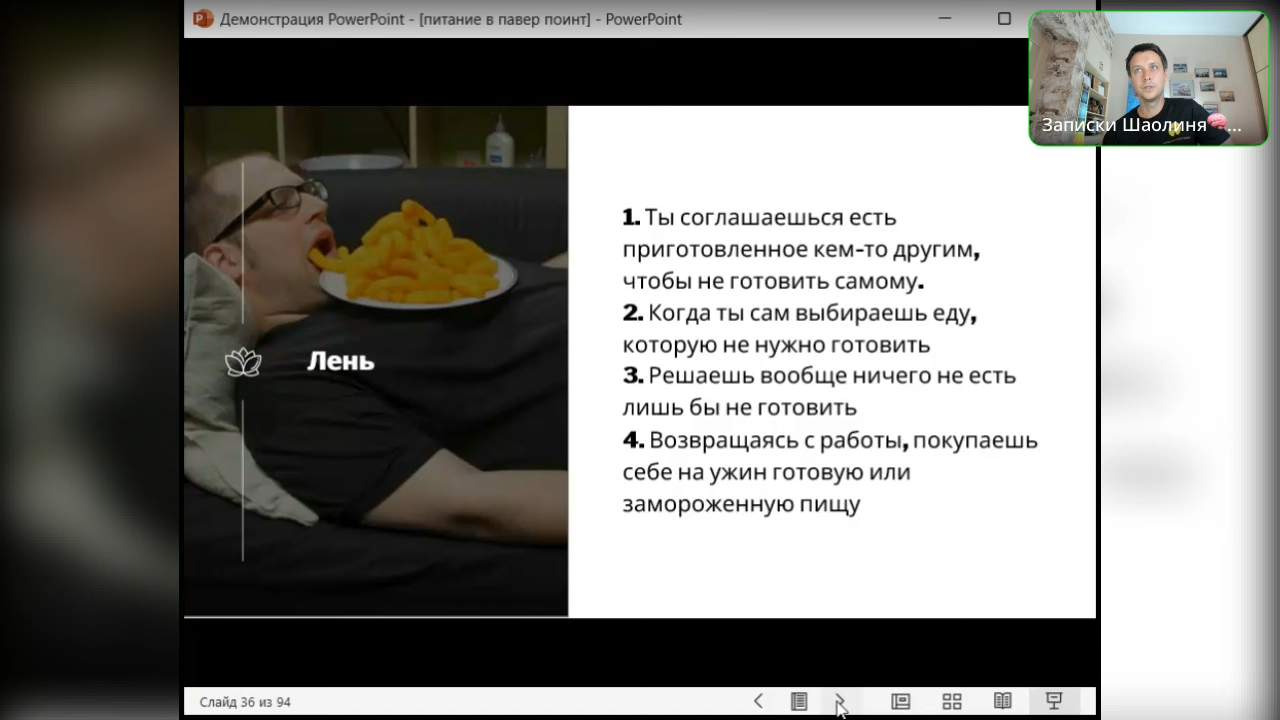 Демонстрация PowerPoint - [питание в павер поинт] - PowerPoint
Записки Шаолиня🧠...
Лень
1. Ты соглашаешься есть
приготовленное кем-то другим,
чтобы не готовить самому.
2. Когда ты сам выбираешь еду,
которую не нужно готовить
3. Решаешь вообще ничего не есть
лишь бы не готовить
4. Возвращаясь с работы, покупаешь
себе на ужин готовую или
замороженную пищу
Слайд 36 из 94